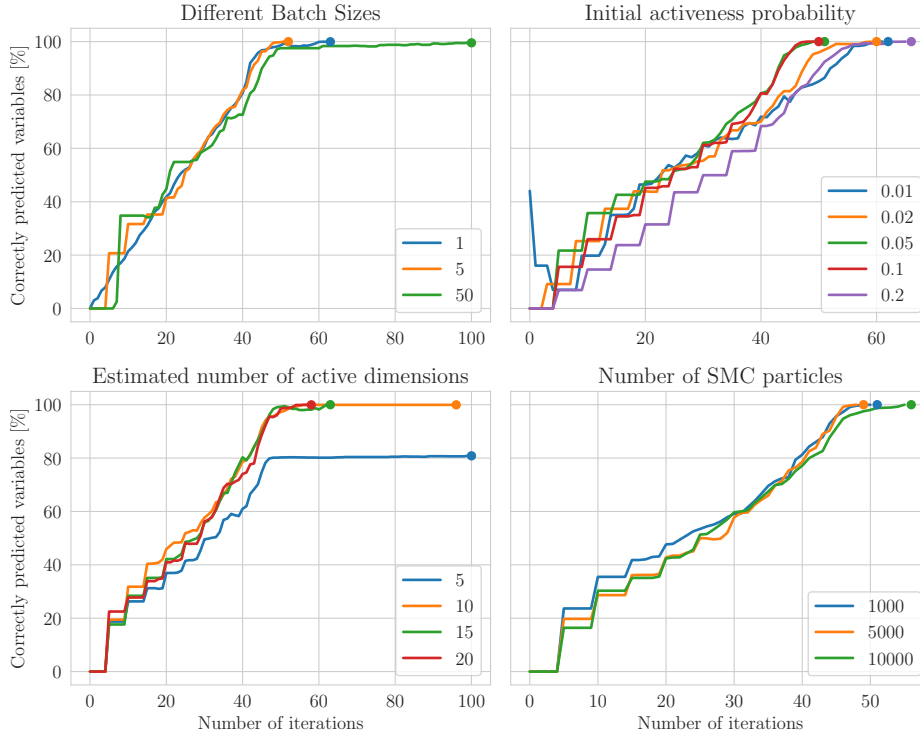 Different Batch Sizes
Correctly predicted variables [%]
100
80
60
40
20
0
0 20 40 60 80 100
1
5
50
Initial activeness probability
0 20 40 60
0.01
0.02
0.05
0.1
0.2
Estimated number of active dimensions
Correctly predicted variables [%]
100
80
60
40
20
0
0 20 40 60 80 100
Number of iterations
5
10
15
20
Number of SMC particles
0 10 20 30 40 50
Number of iterations
1000
5000
10000